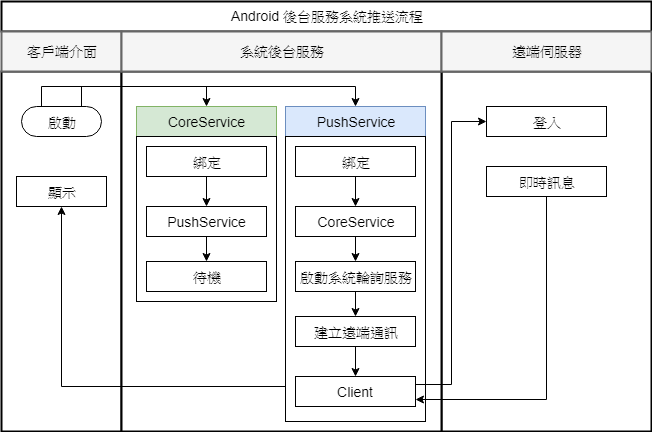 Android 後台服務系統推送流程
客戶端介面
系統後台服務
遠端伺服器
啟動
顯示
CoreService
綁定
PushService
待機
PushService
綁定
CoreService
啟動系統輪詢服務
建立遠端通訊
Client
登入
即時訊息